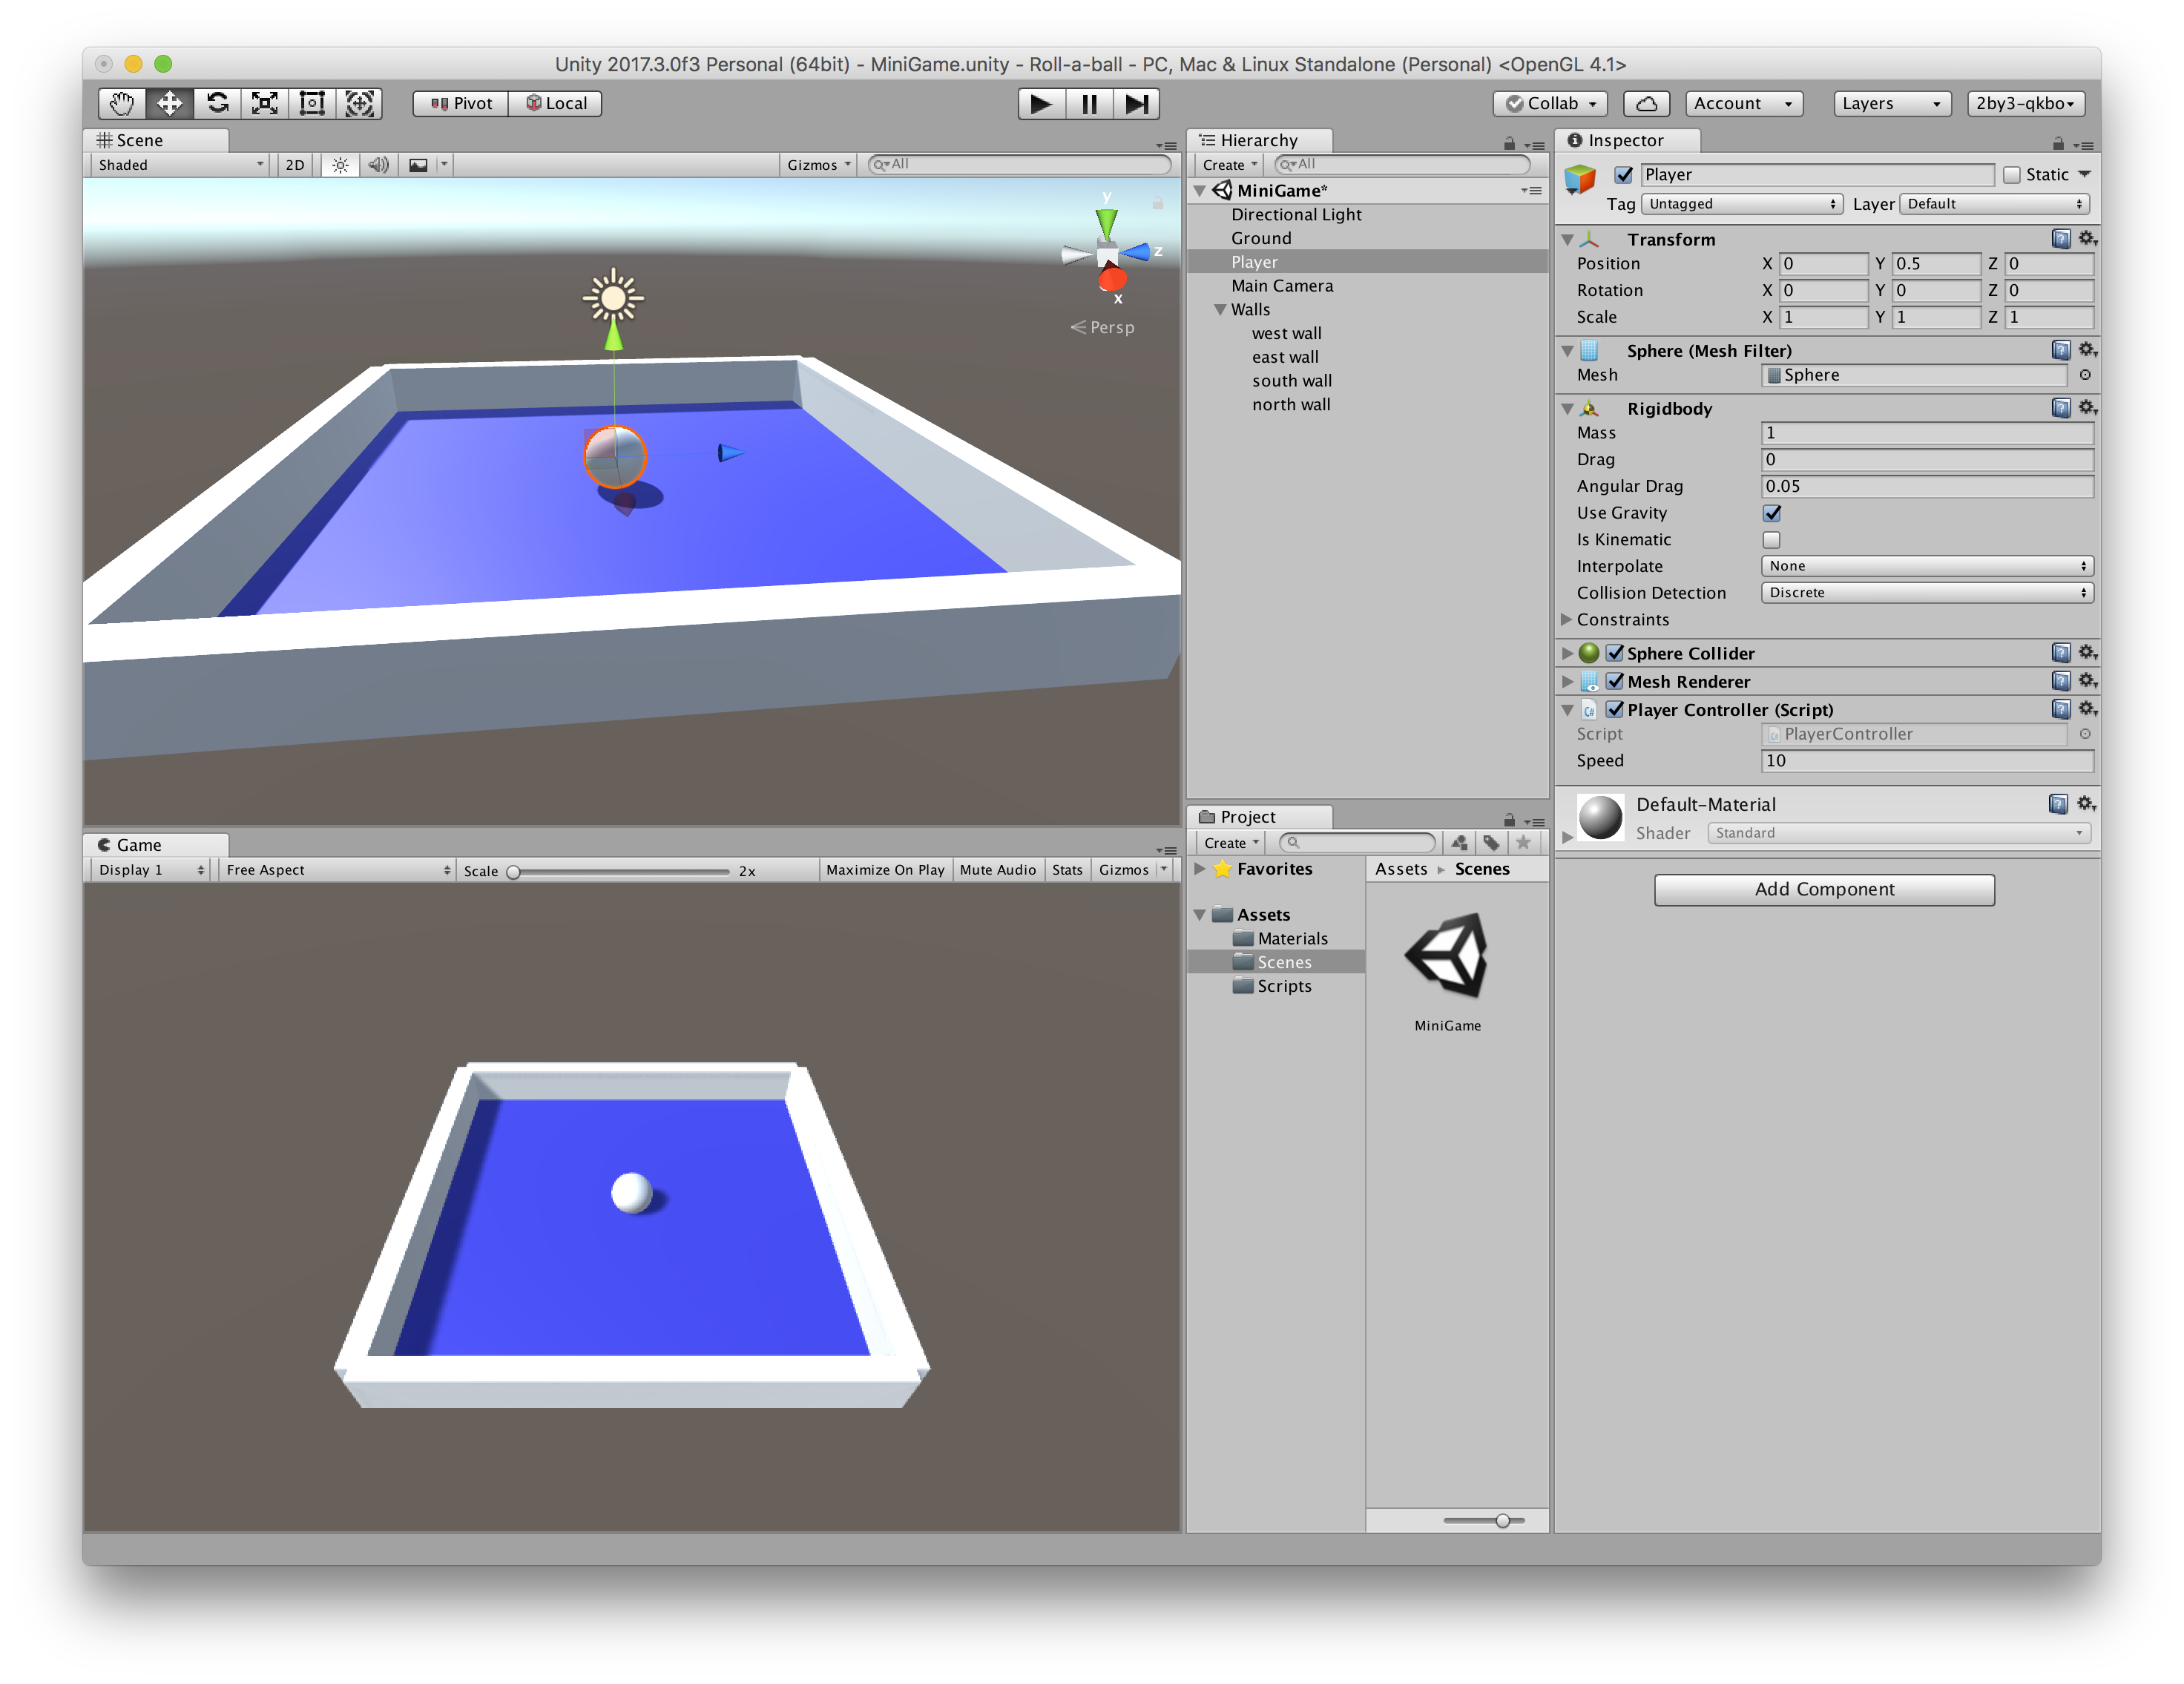 Unity 2017.3.0f3 Personal (64bit) - MiniGame.unity - Roll-a-ball - PC, Mac & Linux Standalone (Personal) <OpenGL 4.1>
Pivot Local Collab Account Layers 2by3-qkbo
Scene
Shaded 2D Gizmos All
y
z
x
Persp
Game
Display 1 Free Aspect Scale 2x Maximize On Play Mute Audio Stats Gizmos
Hierarchy
Create All
MiniGame*
Directional Light
Ground
Player
Main Camera
Walls
west wall
east wall
south wall
north wall
Project
Create
Favorites
Assets
Materials
Scenes
Scripts
Assets Scenes
MiniGame
Inspector
Player Static
Tag Untagged Layer Default
Transform
Position X 0 Y 0.5 Z 0
Rotation X 0 Y 0 Z 0
Scale X 1 Y 1 Z 1
Sphere (Mesh Filter)
Mesh Sphere
Rigidbody
Mass 1
Drag 0
Angular Drag 0.05
Use Gravity
Is Kinematic
Interpolate None
Collision Detection Discrete
Constraints
Sphere Collider
Mesh Renderer
C# Player Controller (Script)
Script PlayerController
Speed 10
Default-Material
Shader Standard
Add Component